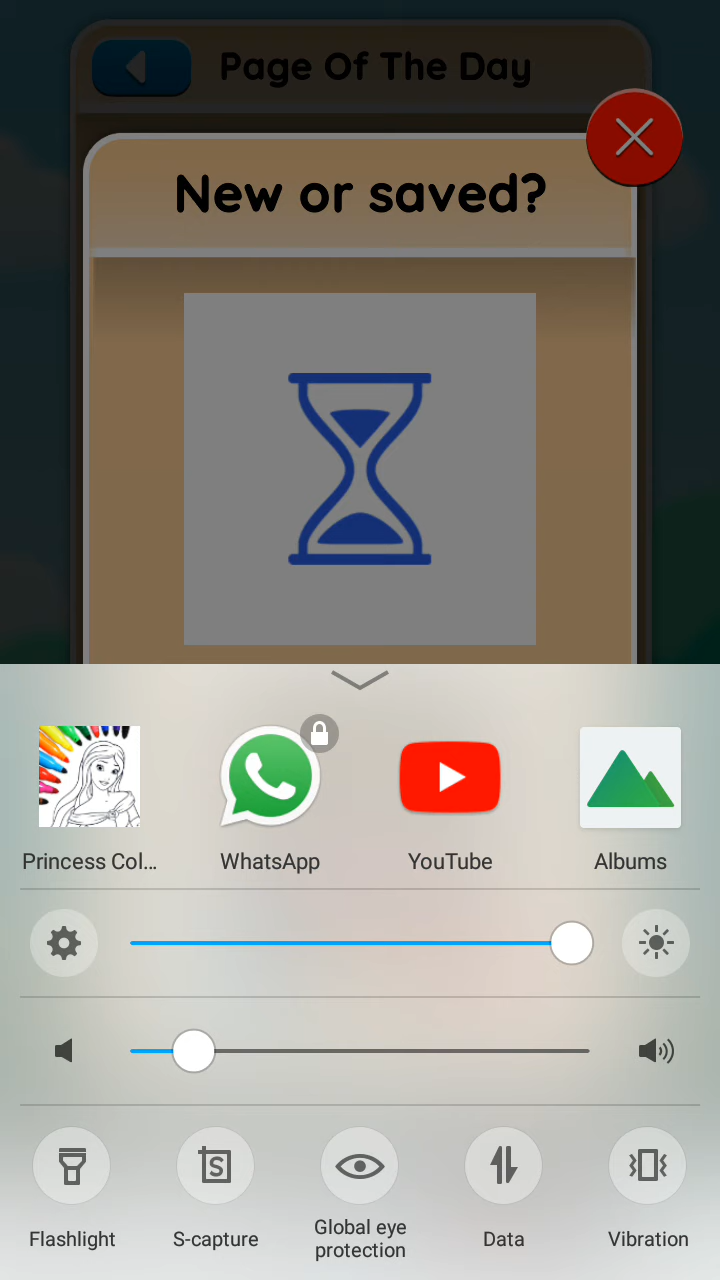 Page Of The Day
New or saved?
Princess Col...
WhatsApp
YouTube
Albums
S
Flashlight
S-capture
Global eye
protection
Data
Vibration